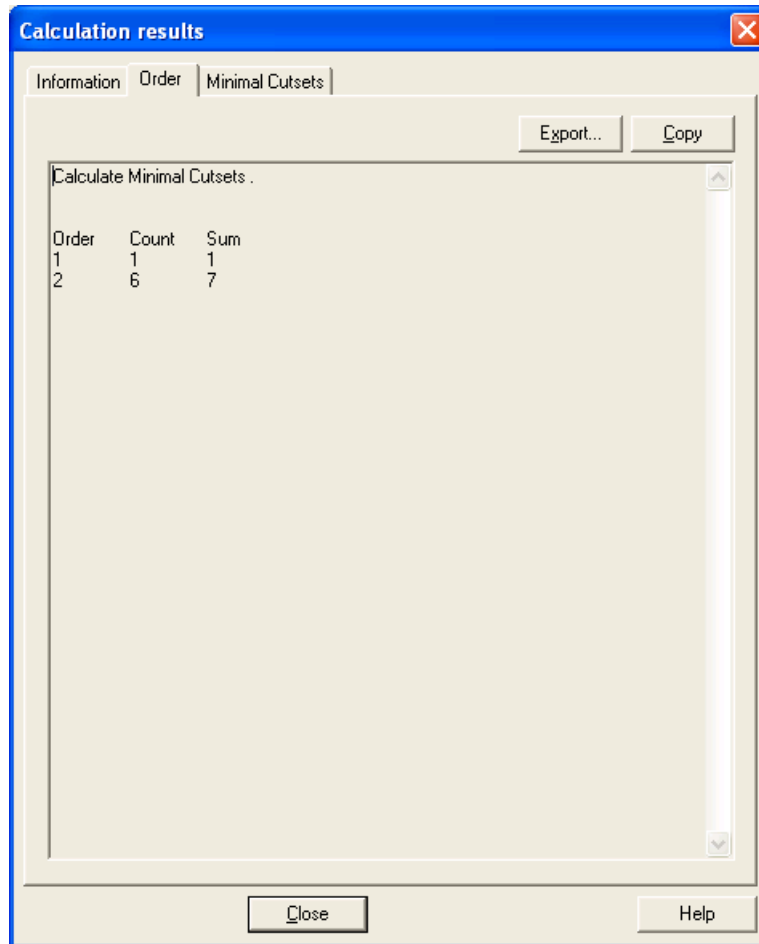 Calculation results
Information Order Minimal Cutsets
Export... Copy
Calculate Minimal Cutsets .
Order Count Sum
1 1 1
2 6 7
Close Help